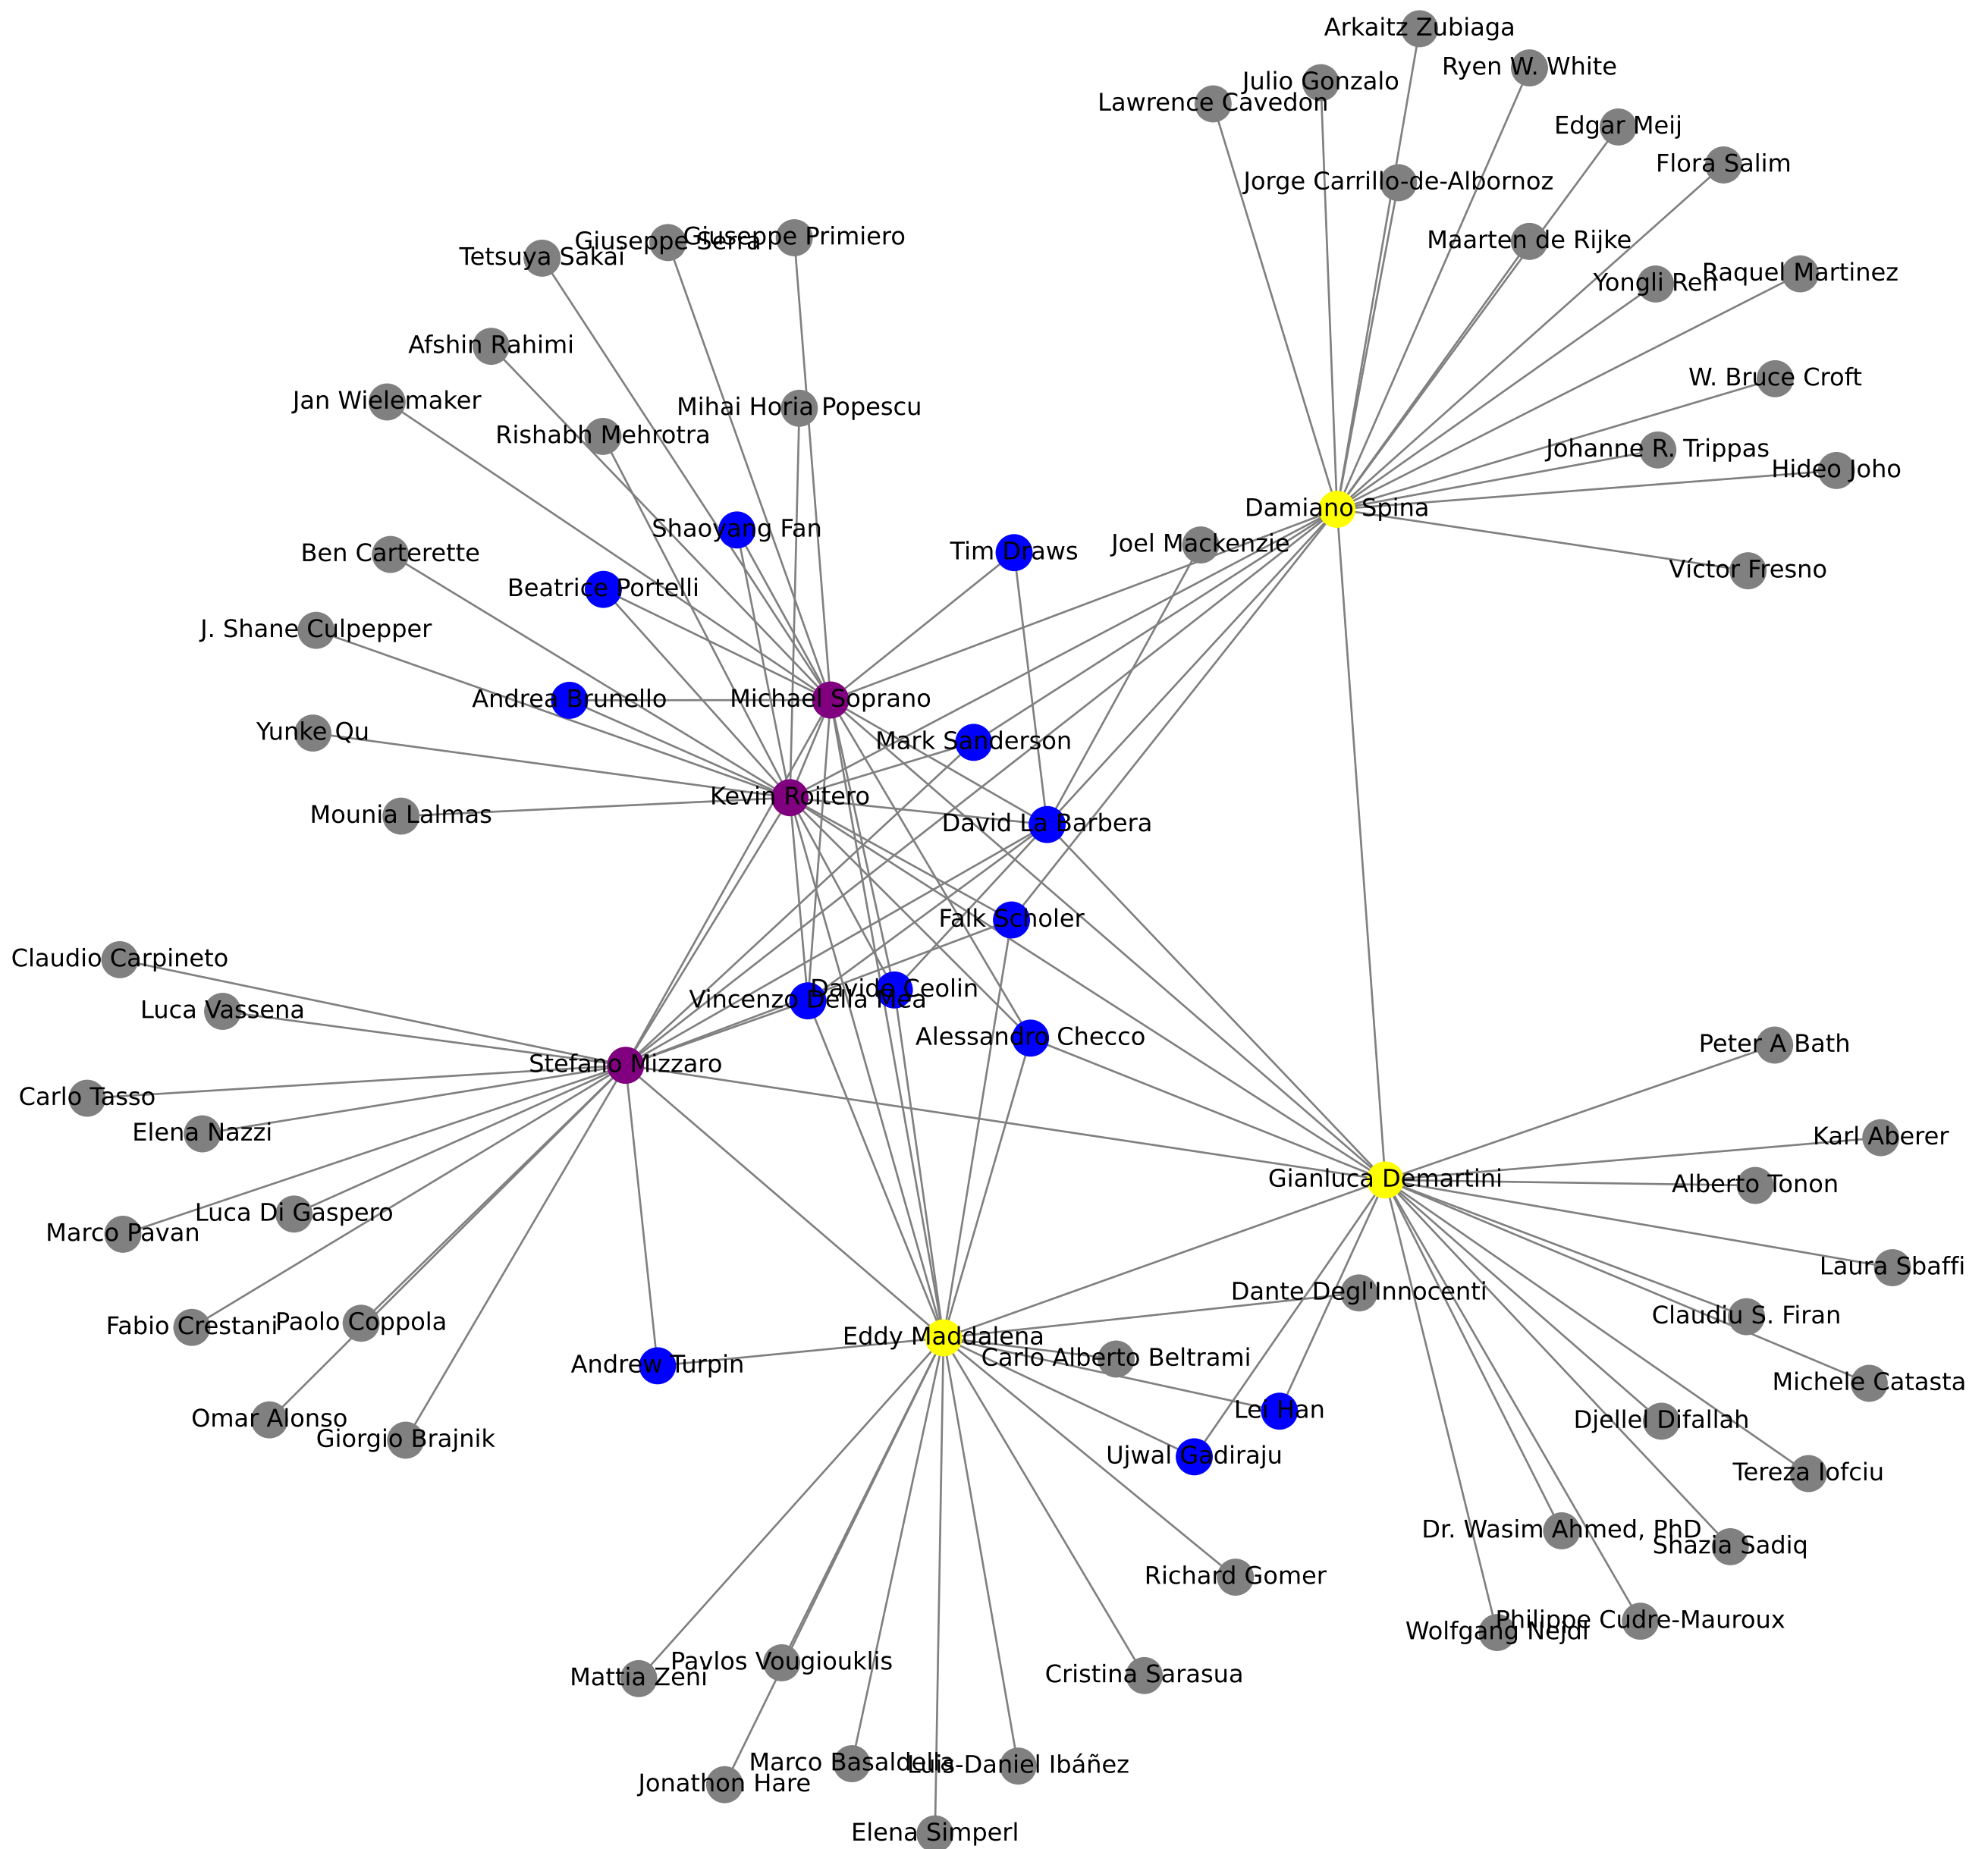 Arkaitz Zubiaga
Ryen W. White
Julio Gonzalo
Lawrence Cavedon
Edgar Meij
Flora Salim
Jorge Carrillo-de-Albornoz
Giuseppe Primiero
Giuseppe Serra
Maarten de Rijke
Tetsuya Sakai
Raquel Martinez
Yongli Ren
Afshin Rahimi
W. Bruce Croft
Jan Wielemaker
Mihai Horia Popescu
Rishabh Mehrotra
Johanne R. Trippas
Hideo Joho
Damiano Spina
Shaoyang Fan
Joel Mackenzie
Tim Draws
Ben Carterette
Víctor Fresno
Beatrice Portelli
J. Shane Culpepper
Andrea Brunello
Michael Soprano
Yunke Qu
Mark Sanderson
Kevin Roitero
Mounia Lalmas
David La Barbera
Falk Scholer
Claudio Carpineto
Davide Ceolin
Vincenzo Della Mea
Luca Vassena
Alessandro Checco
Peter A Bath
Stefano Mizzaro
Carlo Tasso
Elena Nazzi
Karl Aberer
Gianluca Demartini
Alberto Tonon
Luca Di Gaspero
Marco Pavan
Laura Sbaffi
Dante Degl'Innocenti
Claudiu S. Firan
Paolo Coppola
Fabio Crestani
Eddy Maddalena
Carlo Alberto Beltrami
Andrew Turpin
Michele Catasta
Lei Han
Omar Alonso
Djellel Difallah
Giorgio Brajnik
Ujwal Gadiraju
Tereza Iofciu
Dr. Wasim Ahmed, PhD
Shazia Sadiq
Richard Gomer
Philippe Cudre-Mauroux
Wolfgang Nejdl
Pavlos Vougiouklis
Cristina Sarasua
Mattia Zeni
Marco Basaldella
Luis-Daniel Ibáñez
Jonathon Hare
Elena Simperl